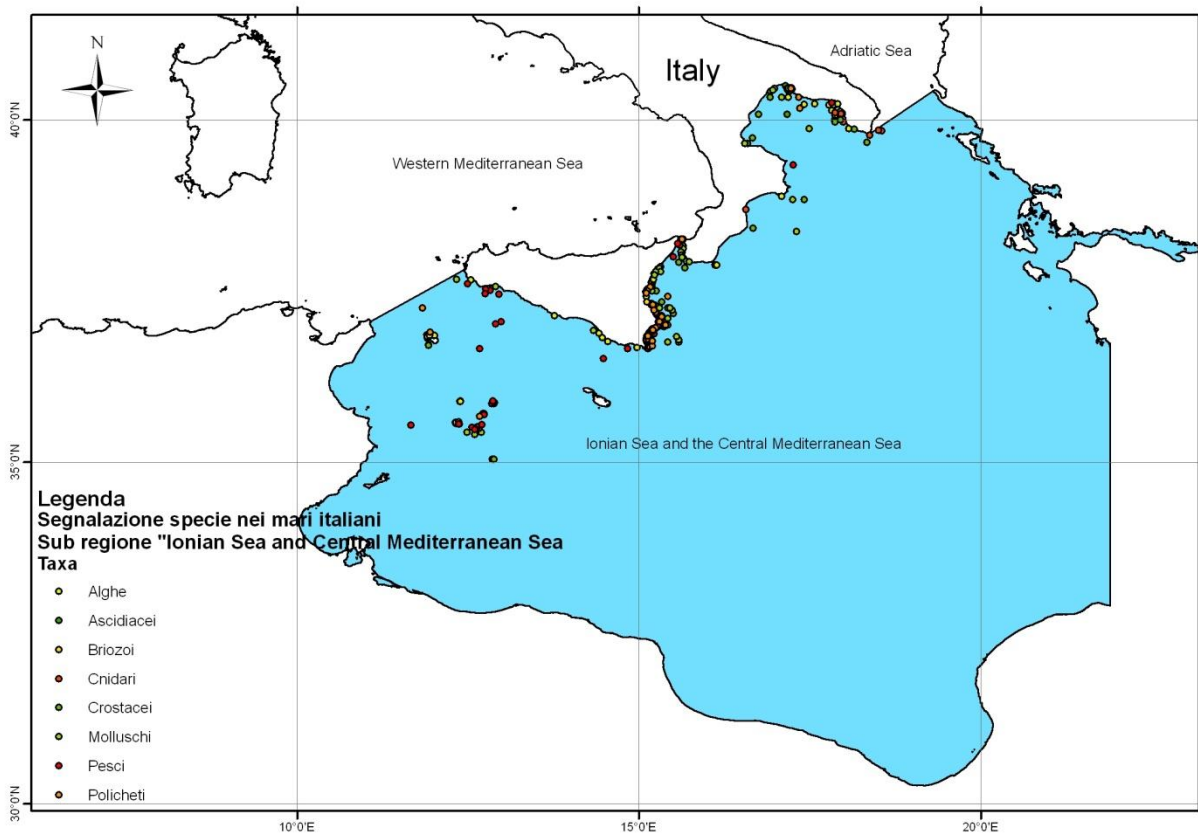 N
Adriatic Sea
Italy
40°0'N
Western Mediterranean Sea
Ionian Sea and the Central Mediterranean Sea
35°0'N
Legenda
Segnalazione specie nei mari italiani
Sub regione "Ionian Sea and Central Mediterranean Sea
Taxa
Alghe
Ascidiacei
Briozoi
Cnidari
Crostacei
Molluschi
Pesci
Policheti
30°0'N
10°0'E
15°0'E
20°0'E